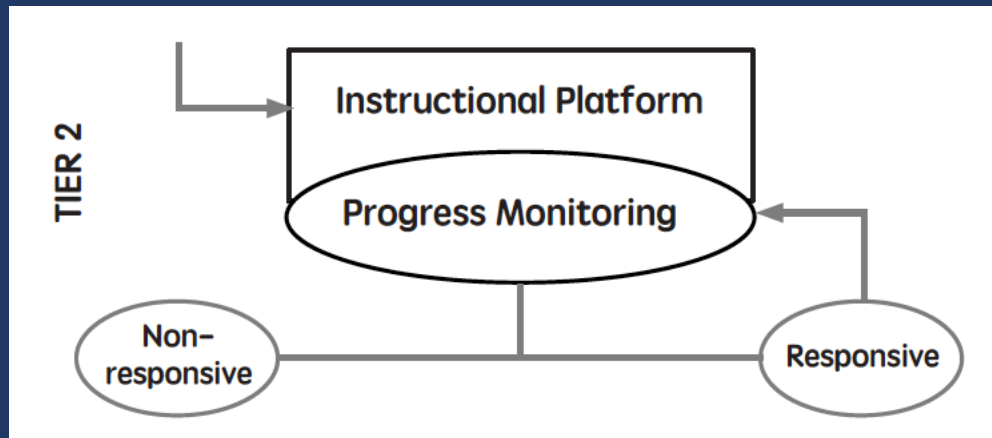 TIER 2
Instructional Platform
Progress Monitoring
Non-
responsive
Responsive